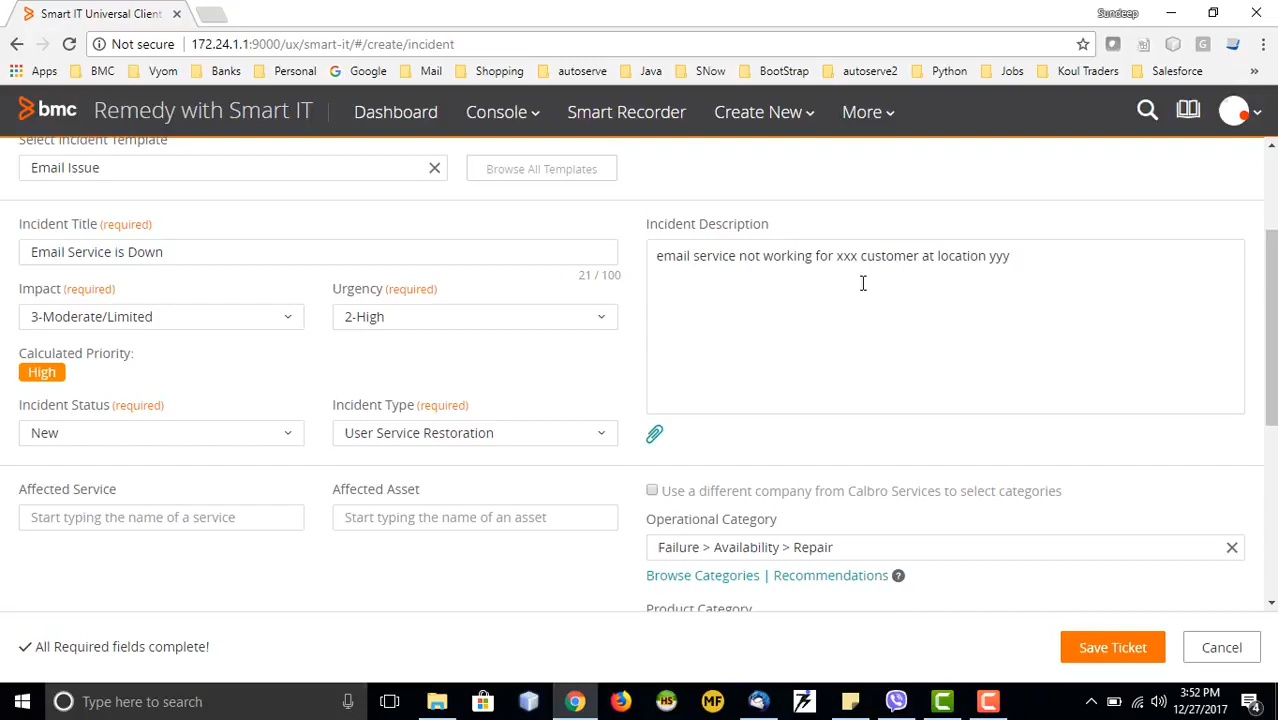 Smart IT Universal Client
Sundeep
Not secure 172.24.1.1:9000/ux/smart-it/#/create/incident
Apps BMC Vyom Banks Personal Google Mail Shopping autoserve Java SNow BootStrap autoserve2 Python Jobs Koul Traders Salesforce »
bmc Remedy with Smart IT Dashboard Console Smart Recorder Create New More
Select Incident Template
Email Issue
Browse All Templates
Incident Title (required)
Email Service is Down
21 / 100
Impact (required) Urgency (required)
3-Moderate/Limited 2-High
Calculated Priority:
High
Incident Status (required) Incident Type (required)
New User Service Restoration
Incident Description
email service not working for xxx customer at location yyy
Affected Service Affected Asset
Start typing the name of a service Start typing the name of an asset
Use a different company from Calbro Services to select categories
Operational Category
Failure > Availability > Repair
Browse Categories | Recommendations ?
Product Category
All Required fields complete!
Save Ticket Cancel
Type here to search
HS MF
3:52 PM
12/27/2017
4